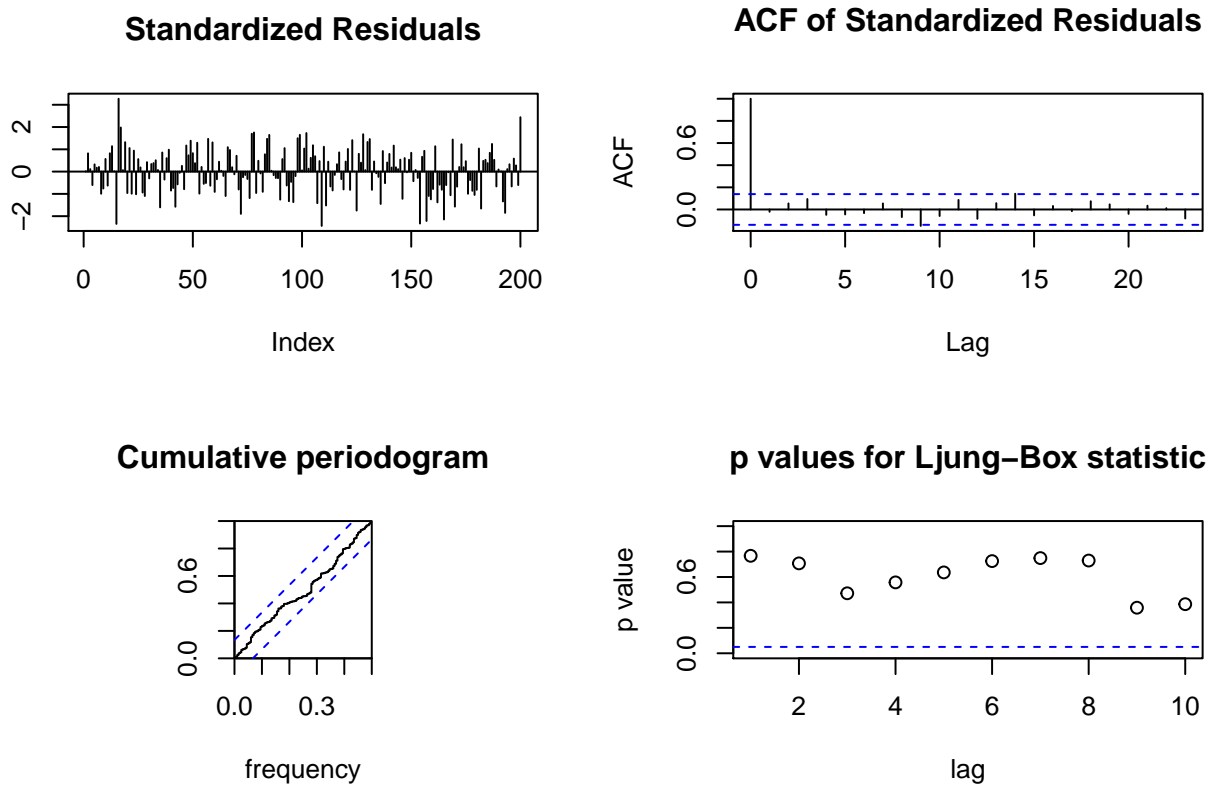 Standardized Residuals
−2
0
2
0
50
100
150
200
Index
ACF of Standardized Residuals
ACF
0.0
0.6
0
5
10
15
20
Lag
Cumulative periodogram
0.0
0.6
0.0
0.3
frequency
p values for Ljung−Box statistic
p value
0.0
0.6
2
4
6
8
10
lag